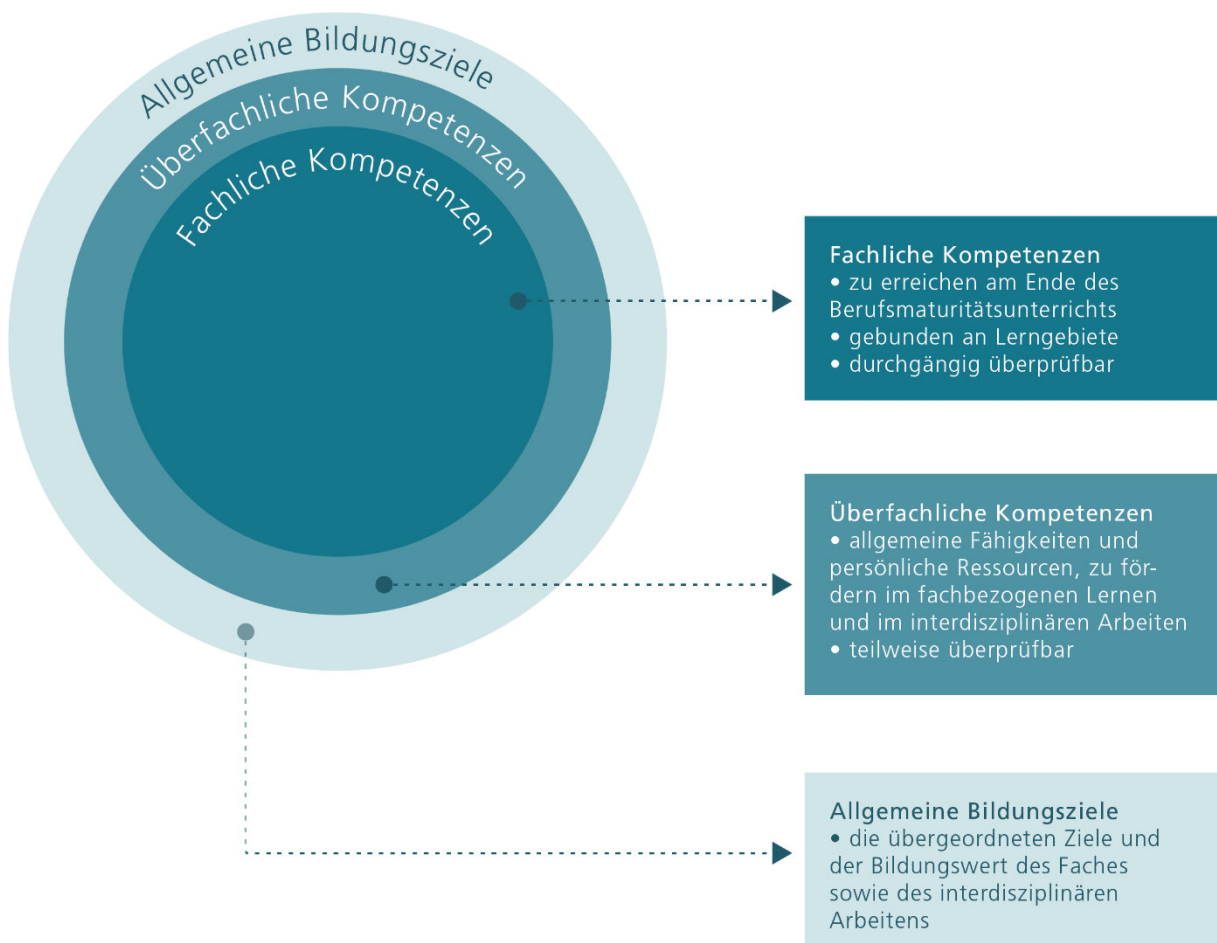 Allgemeine Bildungsziele
Überfachliche Kompetenzen
Fachliche Kompetenzen
Fachliche Kompetenzen
• zu erreichen am Ende des
Berufsmaturitätsunterrichts
• gebunden an Lerngebiete
• durchgängig überprüfbar
Überfachliche Kompetenzen
• allgemeine Fähigkeiten und
persönliche Ressourcen, zu för-
dern im fachbezogenen Lernen
und im interdisziplinären Arbeiten
• teilweise überprüfbar
Allgemeine Bildungsziele
• die übergeordneten Ziele und
der Bildungswert des Faches
sowie des interdisziplinären
Arbeitens